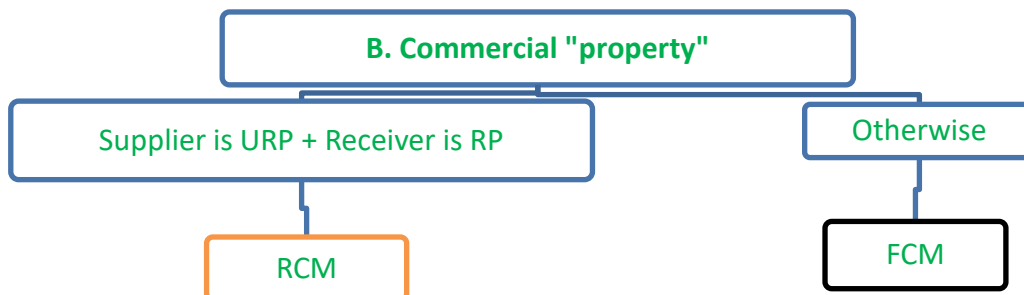 B. Commercial "property"
Supplier is URP + Receiver is RP
Otherwise
RCM
FCM